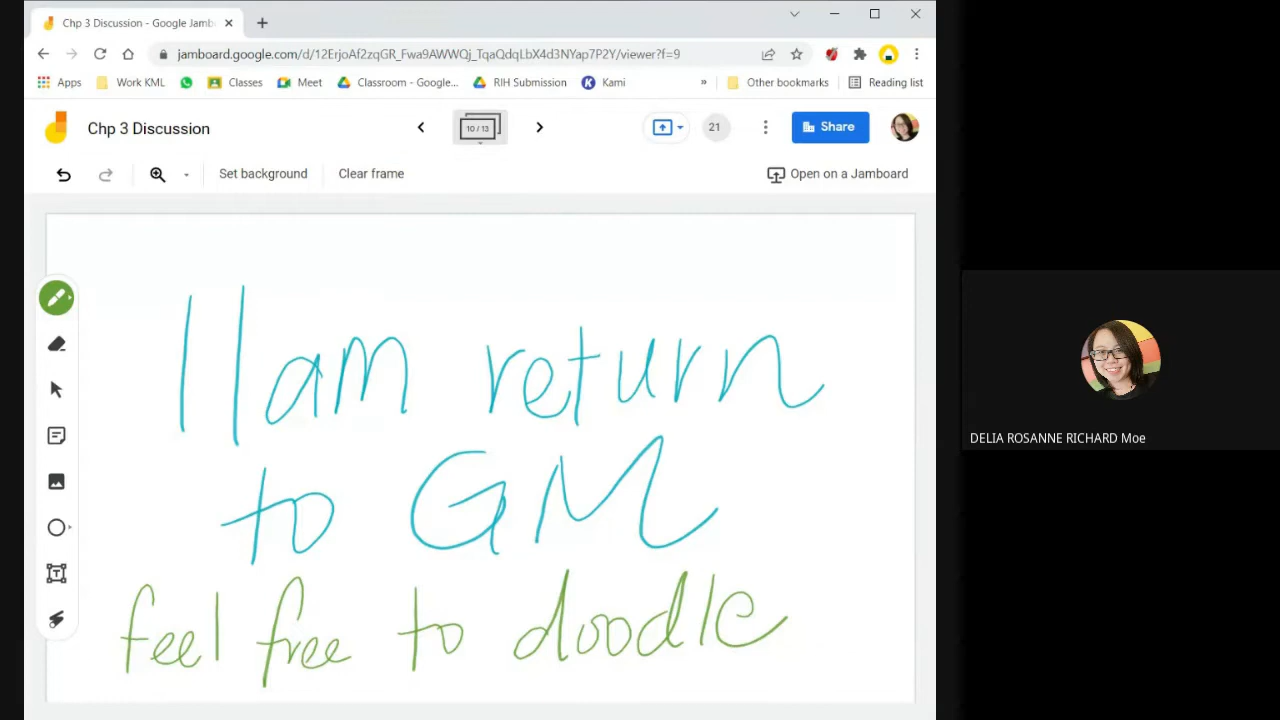 Chp 3 Discussion - Google Jamb
jamboard.google.com/d/12ErjoAf2zqGR_Fwa9AWWQj_TqaQdqLbX4d3NYap7P2Y/viewer?f=9
Apps Work KML Classes Meet Classroom - Google... RIH Submission Kami » Other bookmarks Reading list
Chp 3 Discussion 10 / 13 21 Share
Set background Clear frame Open on a Jamboard
11am return
to GM
feel free to doodle
DELIA ROSANNE RICHARD Moe